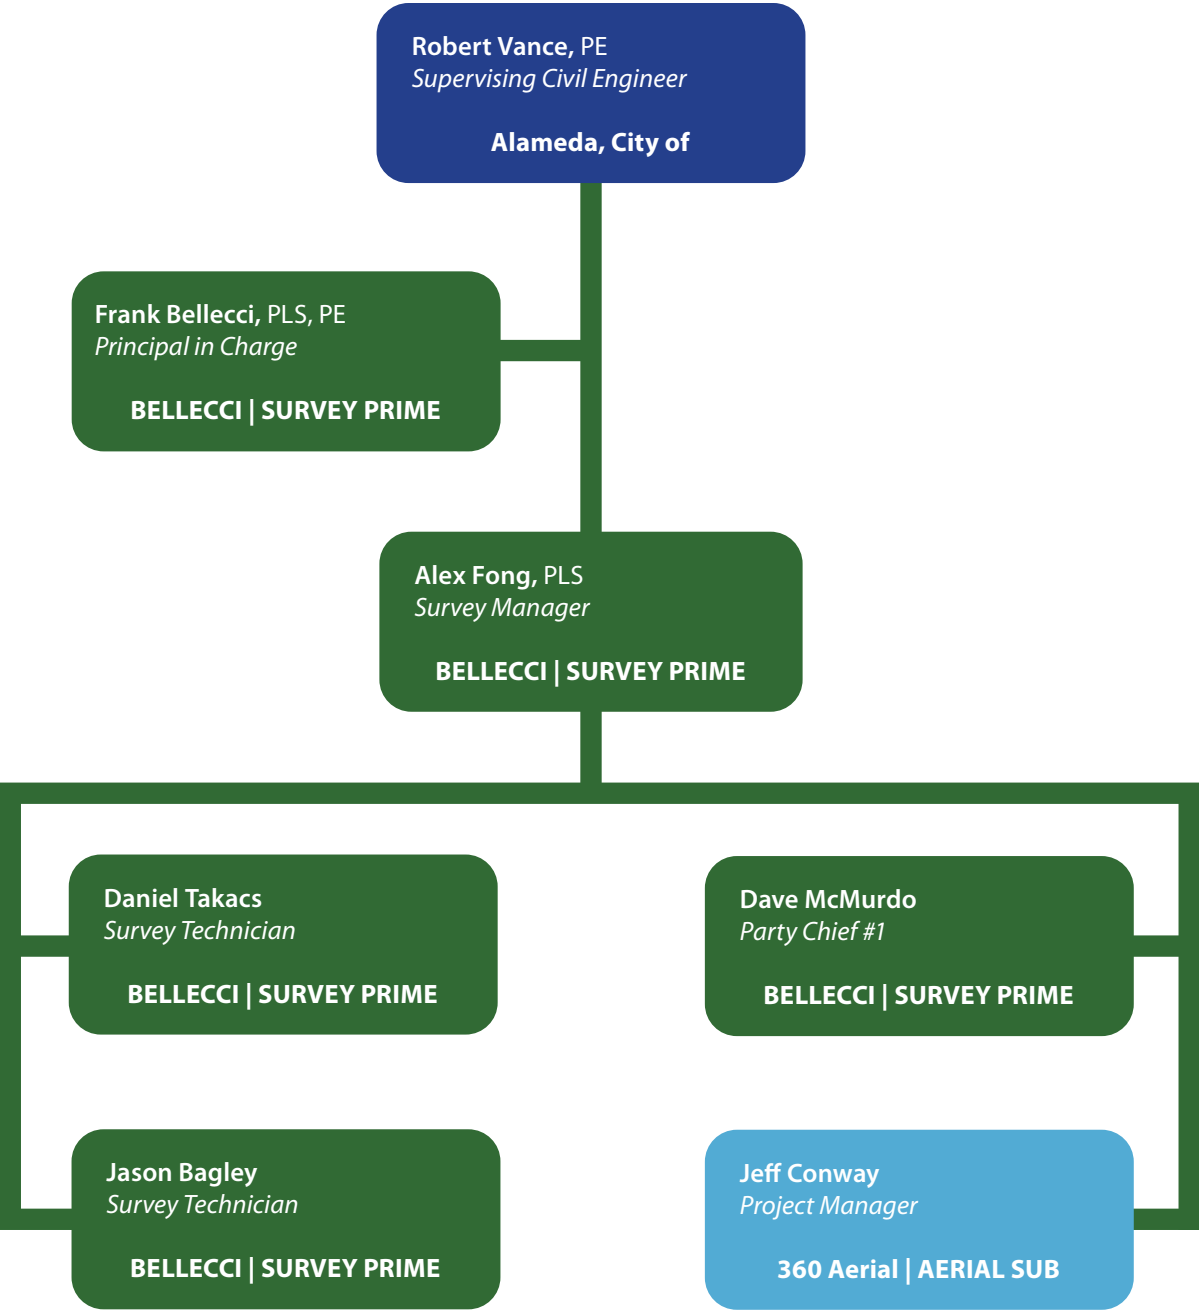 Robert Vance, PE
Supervising Civil Engineer
Alameda, City of
Frank Bellecci, PLS, PE
Principal in Charge
BELLECCI | SURVEY PRIME
Alex Fong, PLS
Survey Manager
BELLECCI | SURVEY PRIME
Daniel Takacs
Survey Technician
BELLECCI | SURVEY PRIME
Dave McMurdo
Party Chief #1
BELLECCI | SURVEY PRIME
Jason Bagley
Survey Technician
BELLECCI | SURVEY PRIME
Jeff Conway
Project Manager
360 Aerial | AERIAL SUB